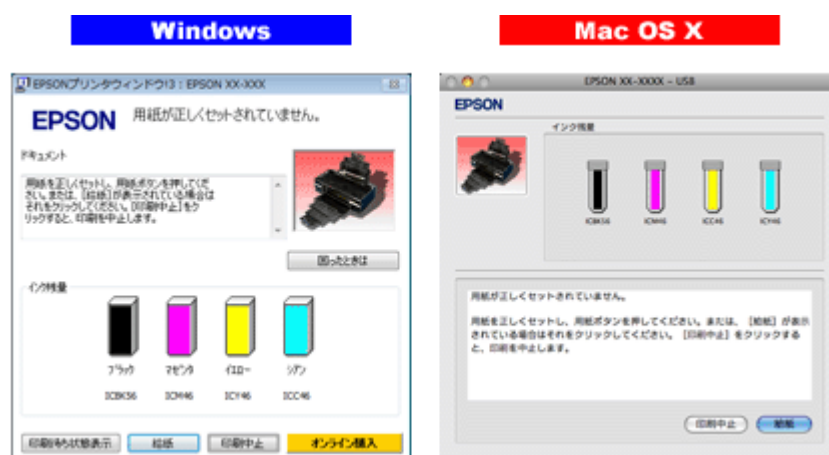 Windows
EPSONプリンタウィンドウ!3 : EPSON XX-XXXX
EPSON
用紙が正しくセットされていません。
ドキュメント
用紙を正しくセットし、用紙ボタンを押してくだ
さい。または、[給紙]が表示されている場合は
それをクリックしてください。[印刷中止]をク
リックすると、印刷を中止します。
困ったときは
インク残量
ブラック
マゼンタ
イエロー
シアン
ICBK56
ICM46
ICY46
ICC46
印刷待ち状態表示
給紙
印刷中止
オンライン購入
Mac OS X
EPSON XX-XXXX - USB
EPSON
インク残量
ICBK56
ICM46
ICC46
ICY46
用紙が正しくセットされていません。
用紙を正しくセットし、用紙ボタンを押してください。または、[給紙] が表示
されている場合はそれをクリックしてください。 [印刷中止] をクリックする
と、印刷を中止します。
印刷中止
給紙